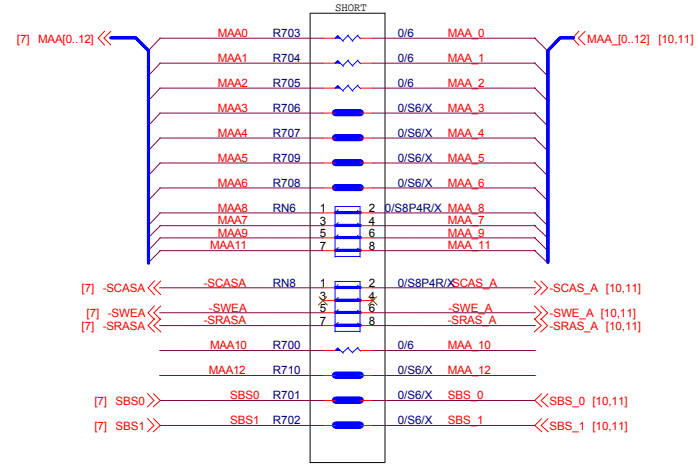 SHORT
[7] MAA[0..12] MAA0 R703 0/6 MAA_0 MAA_[0..12] [10,11]
MAA1 R704 0/6 MAA_1
MAA2 R705 0/6 MAA_2
MAA3 R706 0/S6/X MAA_3
MAA4 R707 0/S6/X MAA_4
MAA5 R709 0/S6/X MAA_5
MAA6 R708 0/S6/X MAA_6
MAA8 RN6 1 2 0/S8P4R/X MAA_8
MAA7 3 4 MAA_7
MAA9 5 6 MAA_9
MAA11 7 8 MAA_11
[7] -SCASA -SCASA RN8 1 2 0/S8P4R/X SCAS_A -SCAS_A [10,11]
3 4
[7] -SWEA -SWEA 5 6 -SWE_A -SWE_A [10,11]
[7] -SRASA -SRASA 7 8 -SRAS_A -SRAS_A [10,11]
MAA10 R700 0/6 MAA_10
MAA12 R710 0/S6/X MAA_12
[7] SBS0 SBS0 R701 0/S6/X SBS_0 SBS_0 [10,11]
[7] SBS1 SBS1 R702 0/S6/X SBS_1 SBS_1 [10,11]